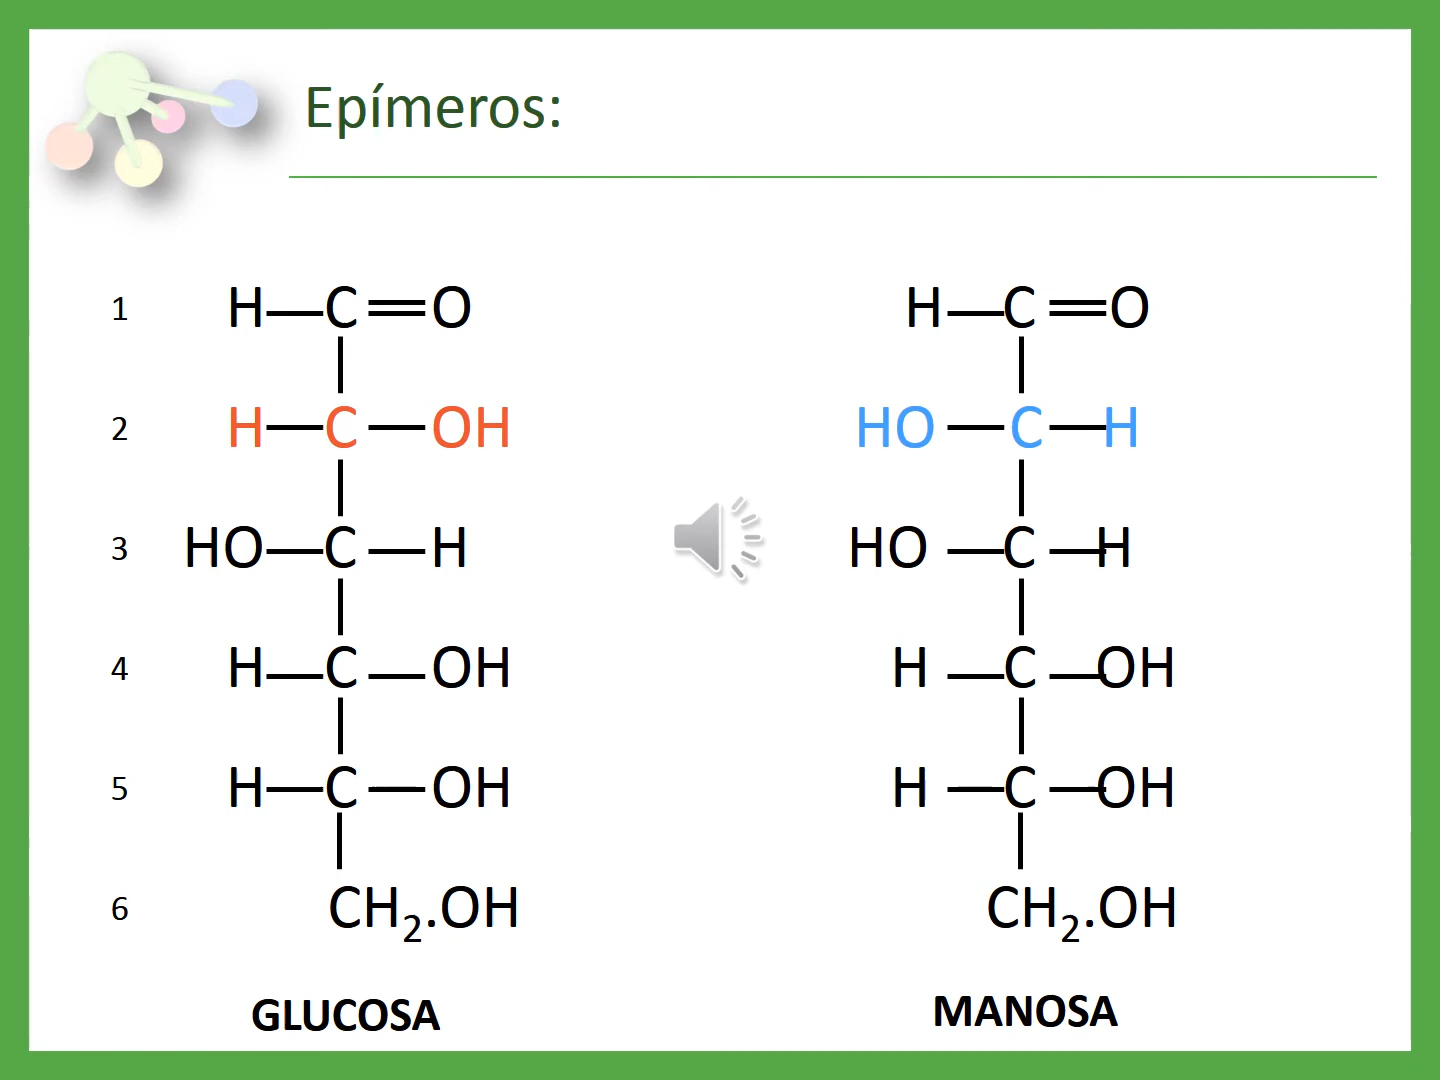 Epímeros:
1 H C O H C O
2 H C OH HO C H
3 HO C H HO C H
4 H C OH H C OH
5 H C OH H C OH
6 CH2.OH CH2.OH
GLUCOSA MANOSA